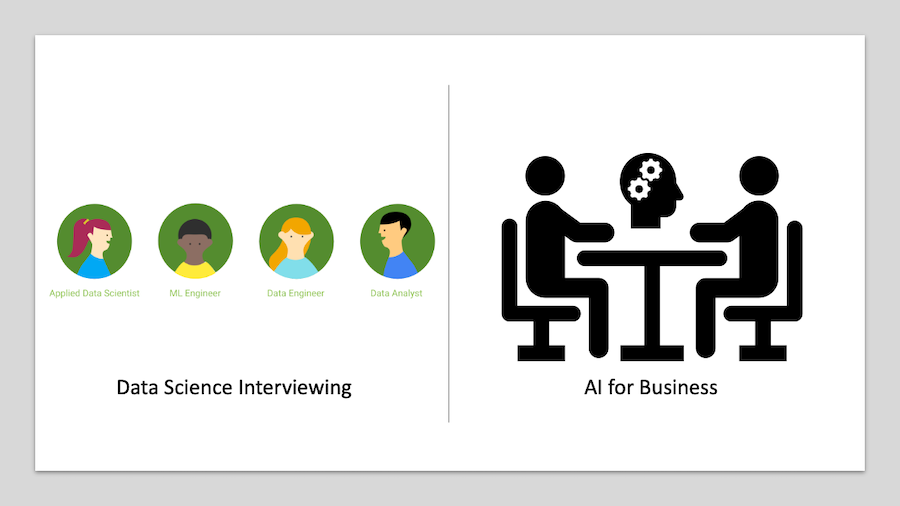 Applied Data Scientist
ML Engineer
Data Engineer
Data Analyst
Data Science Interviewing
AI for Business